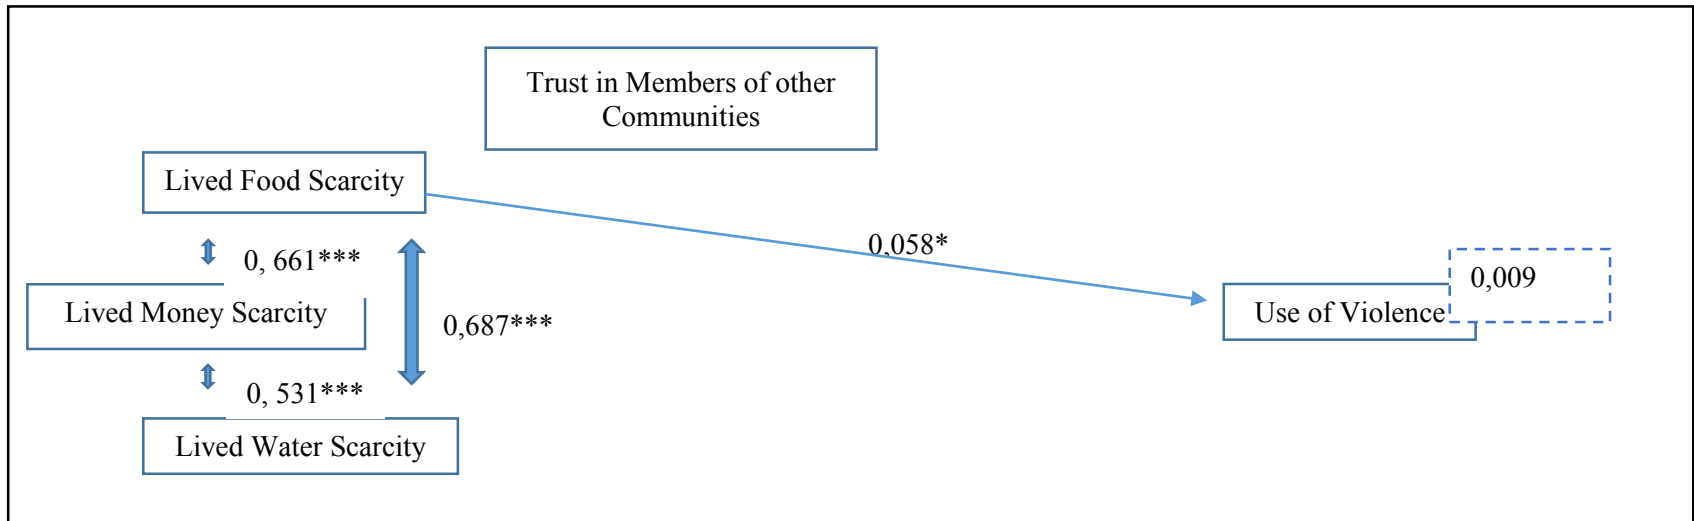 Trust in Members of other
Communities
Lived Food Scarcity
0,058*
0, 661***
0,009
Lived Money Scarcity
0,687***
Use of Violence
0, 531***
Lived Water Scarcity